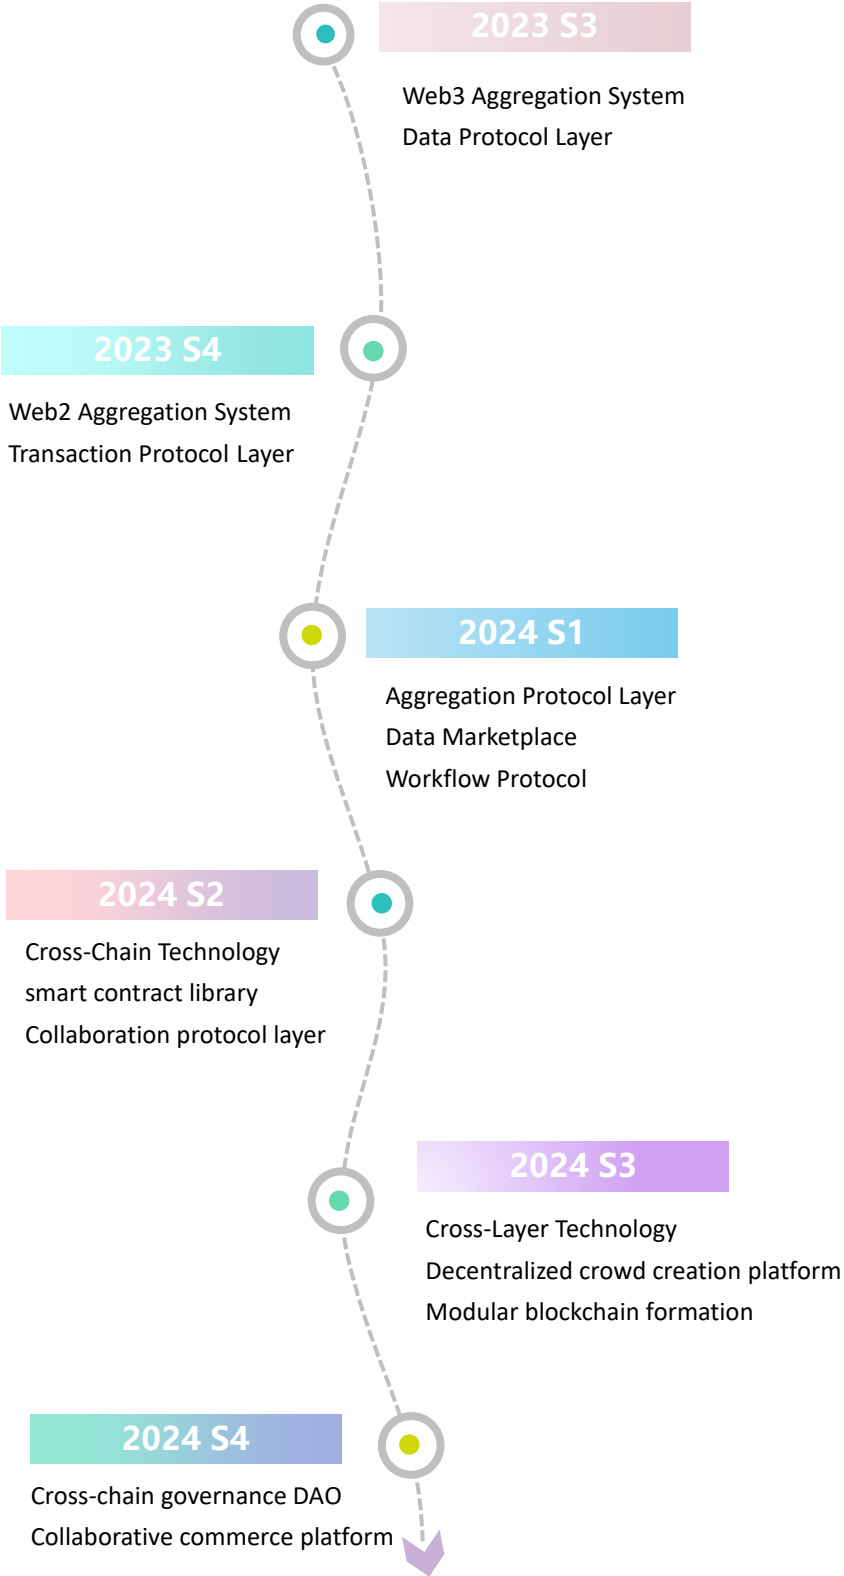 2023 S3
Web3 Aggregation System
Data Protocol Layer
2023 S4
Web2 Aggregation System
Transaction Protocol Layer
2024 S1
Aggregation Protocol Layer
Data Marketplace
Workflow Protocol
2024 S2
Cross-Chain Technology
smart contract library
Collaboration protocol layer
2024 S3
Cross-Layer Technology
Decentralized crowd creation platform
Modular blockchain formation
2024 S4
Cross-chain governance DAO
Collaborative commerce platform